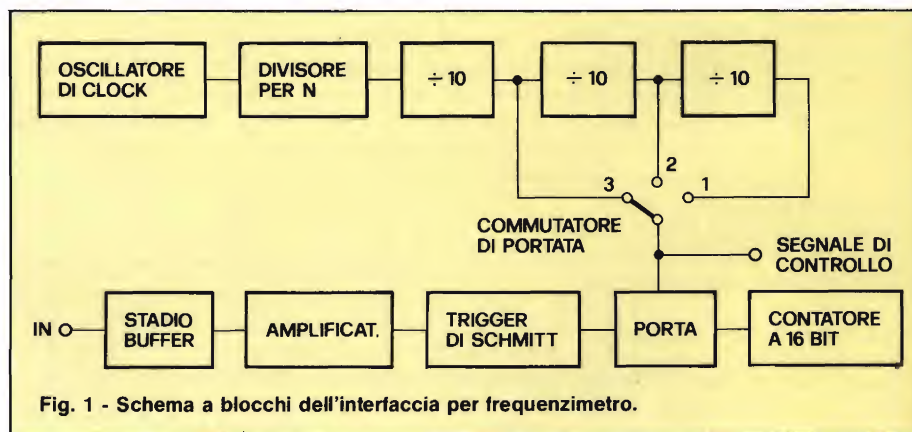 OSCILLATORE
DI CLOCK
DIVISORE
PER N
÷ 10
÷ 10
÷ 10
3
2
1
COMMUTATORE
DI PORTATA
SEGNALE DI
CONTROLLO
IN
STADIO
BUFFER
AMPLIFICAT.
TRIGGER
DI SCHMITT
PORTA
CONTATORE
A 16 BIT
Fig. 1 - Schema a blocchi dell'interfaccia per frequenzimetro.